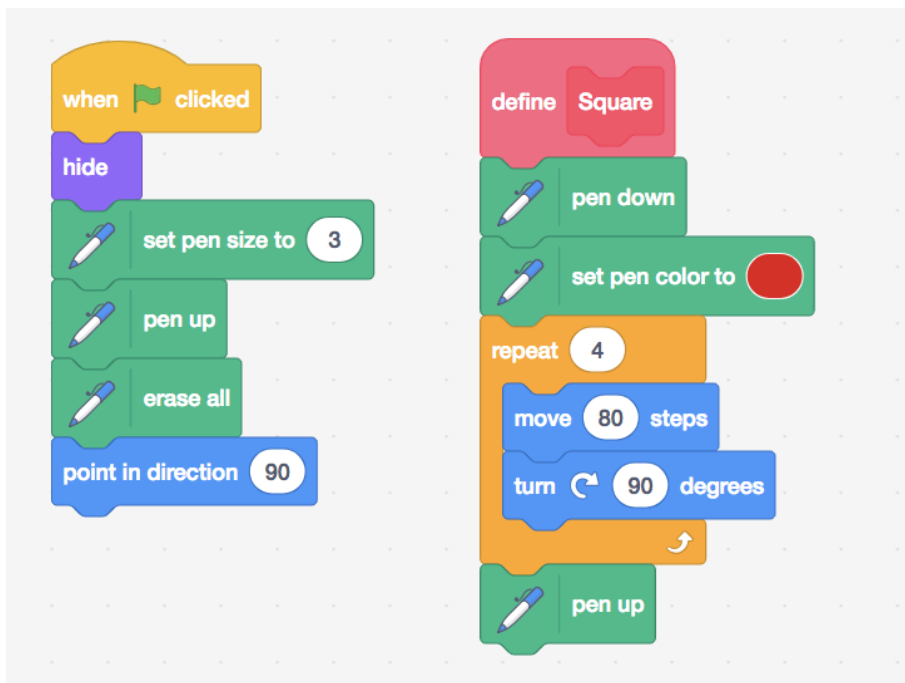 when clicked
hide
set pen size to 3
pen up
erase all
point in direction 90
define Square
pen down
set pen color to
repeat 4
move 80 steps
turn 90 degrees
pen up